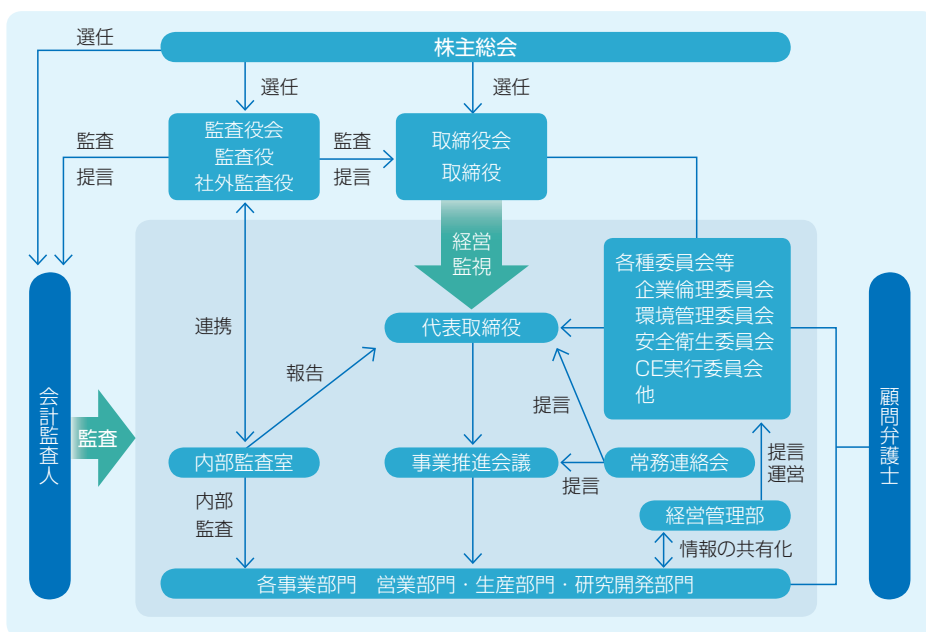 選任
株主総会
選任
選任
監査
提言
監査役会
監査役
社外監査役
監査
提言
取締役会
取締役
経営
監視
各種委員会等
企業倫理委員会
環境管理委員会
安全衛生委員会
CE実行委員会
他
代表取締役
連携
報告
提言
会計監査人
監査
顧問弁護士
内部監査室
事業推進会議
提言
常務連絡会
提言
運営
内部
監査
経営管理部
情報の共有化
各事業部門　営業部門・生産部門・研究開発部門